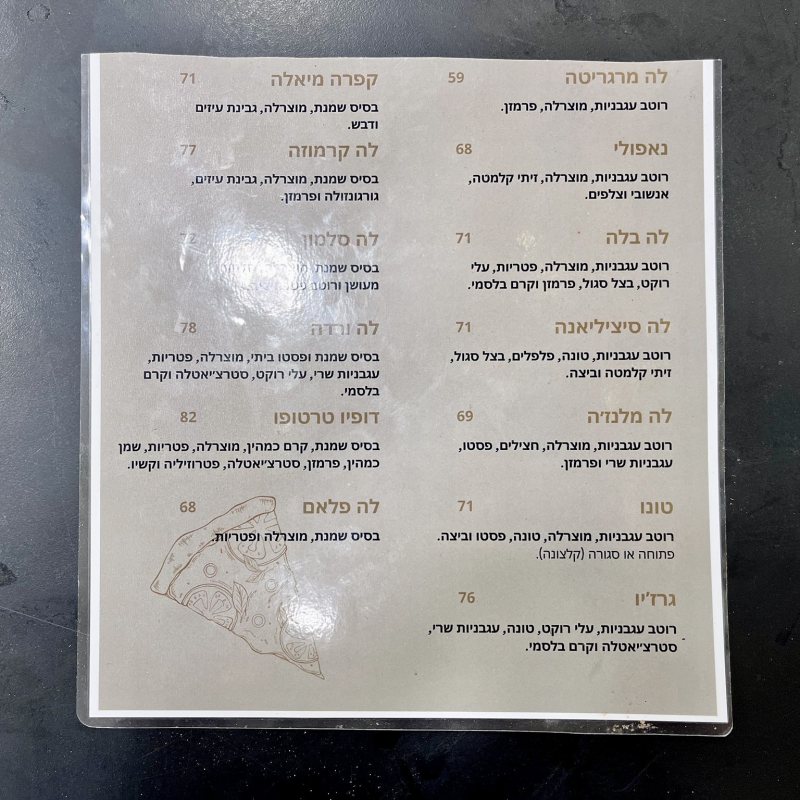 לה מרגריטה 59
רוטב עגבניות, מוצרלה, פרמזן.
נאפולי 68
רוטב עגבניות, מוצרלה, זיתי קלמטה,
אנשובי וצלפים.
לה בלה 71
רוטב עגבניות, מוצרלה, פטריות, עלי
רוקט, בצל סגול, פרמזן וקרם בלסמי.
לה סיציליאנה 71
רוטב עגבניות, טונה, פלפלים, בצל סגול,
זיתי קלמטה וביצה.
לה מלנז'ה 69
רוטב עגבניות, מוצרלה, חצילים, פסטו,
עגבניות שרי ופרמזן.
טונו 71
רוטב עגבניות, מוצרלה, טונה, פסטו וביצה.
פתוחה או סגורה (קלצונה).
גרז'יו 76
רוטב עגבניות, עלי רוקט, טונה, עגבניות שרי,
סטרצ'יאטלה וקרם בלסמי.
קפרה מיאלה 71
בסיס שמנת, מוצרלה, גבינת עיזים
ודבש.
לה קרמוזה 77
בסיס שמנת, מוצרלה, גבינת עיזים,
גורגונזולה ופרמזן.
לה סלמון 72
בסיס שמנת,
מעושן ורוטב
לה ורדה 78
בסיס שמנת ופסטו ביתי, מוצרלה, פטריות,
עגבניות שרי, עלי רוקט, סטרצ'יאטלה וקרם
בלסמי.
דופיו טרטופו 82
בסיס שמנת, קרם כמהין, מוצרלה, פטריות, שמן
כמהין, פרמזן, סטרצ'יאטלה, פטרוזיליה וקשיו.
לה פלאם 68
בסיס שמנת, מוצרלה ופטריות.